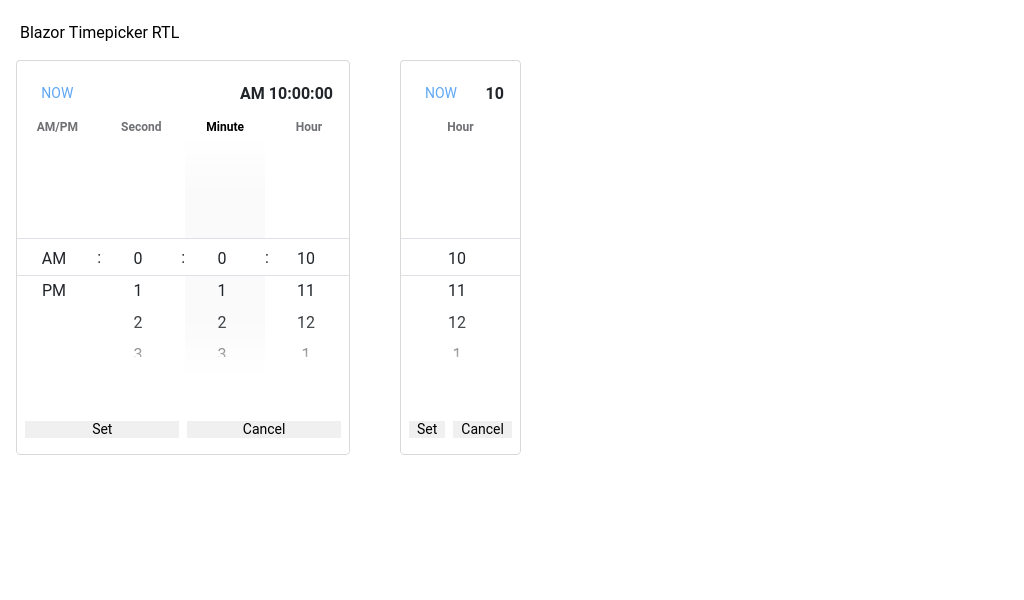 Blazor Timepicker RTL
NOW AM 10:00:00
AM/PM Second Minute Hour
AM : 0 : 0 : 10
PM 1 1 11
2 2 12
3 3 1
Set Cancel
NOW 10
Hour
10
11
12
1
Set Cancel